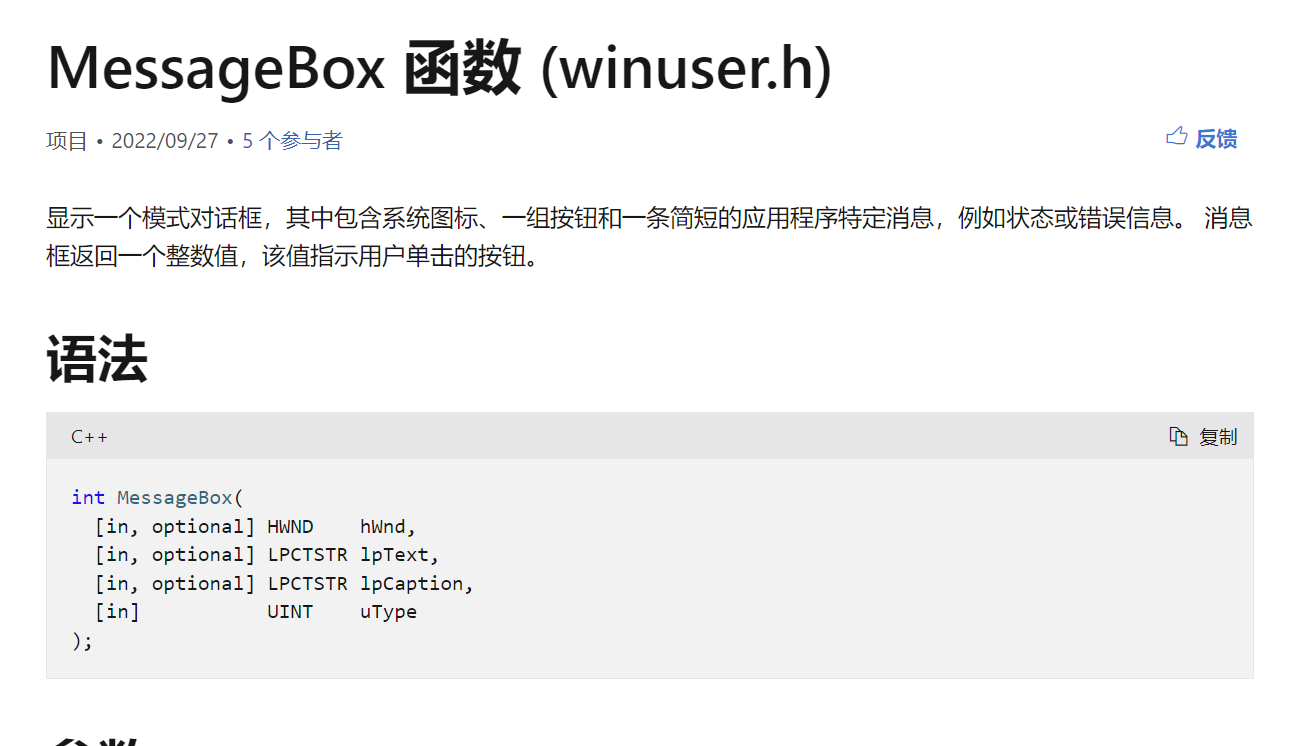 MessageBox 函数 (winuser.h)
项目 • 2022/09/27 • 5 个参与者
反馈
显示一个模式对话框，其中包含系统图标、一组按钮和一条简短的应用程序特定消息，例如状态或错误信息。 消息
框返回一个整数值，该值指示用户单击的按钮。
语法
C++
复制
int MessageBox(
  [in, optional] HWND    hWnd,
  [in, optional] LPCTSTR lpText,
  [in, optional] LPCTSTR lpCaption,
  [in]           UINT    uType
);